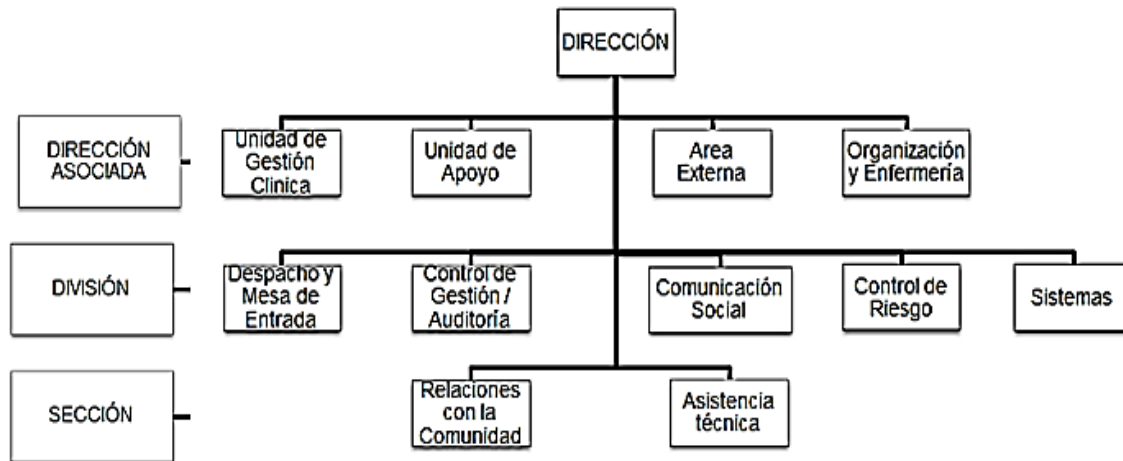 DIRECCIÓN
DIRECCIÓN
ASOCIADA
Unidad de
Gestión
Clinica
Unidad de
Apoyo
Area
Externa
Organización
y Enfermería
DIVISIÓN
Despacho y
Mesa de
Entrada
Control de
Gestión /
Auditoría
Comunicación
Social
Control de
Riesgo
Sistemas
SECCIÓN
Relaciones
con la
Comunidad
Asistencia
técnica